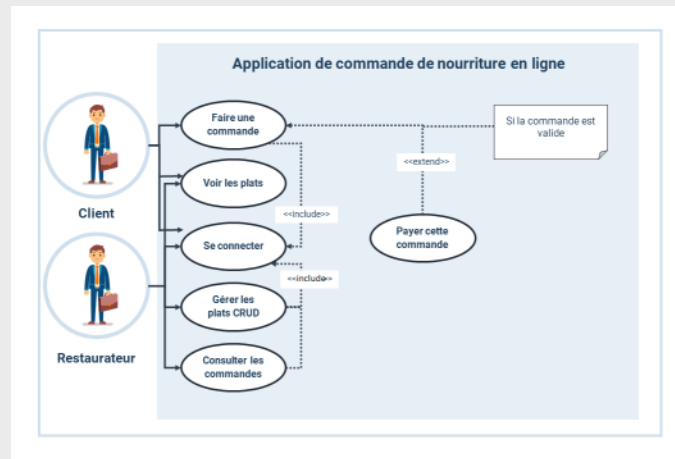 Application de commande de nourriture en ligne
Faire une
commande
Si la commande est
valide
<<extend>>
Voir les plats
Client
<<include>>
Payer cette
commande
Se connecter
<<include>>
Gérer les
plats CRUD
Restaurateur
Consulter les
commandes